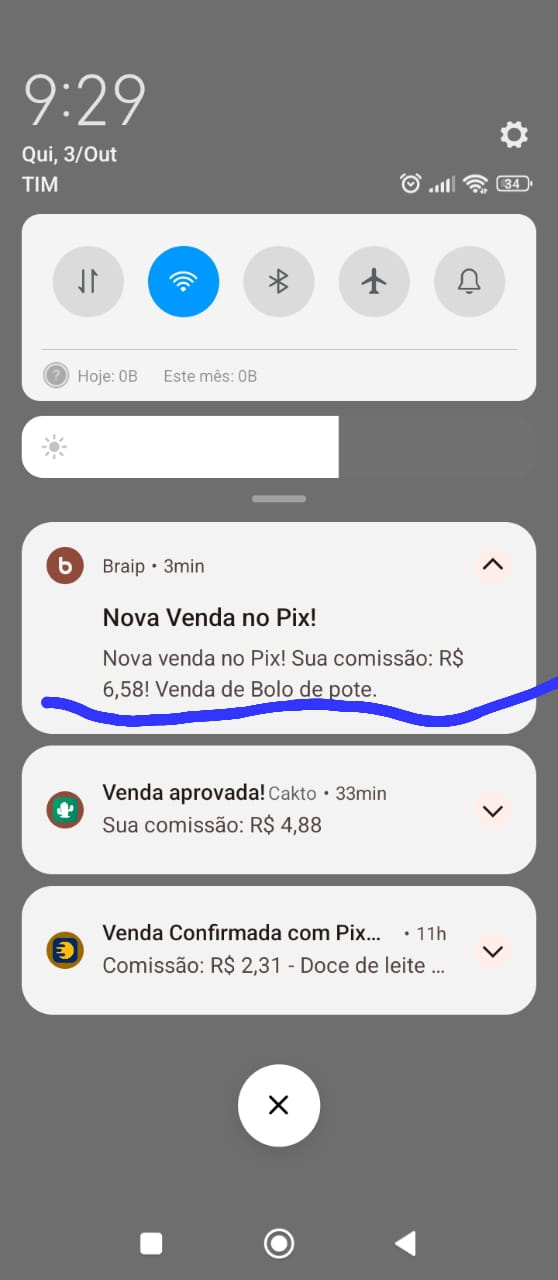 9:29
Qui, 3/Out
TIM
34
Hoje: 0B Este mês: 0B
Braip • 3min
Nova Venda no Pix!
Nova venda no Pix! Sua comissão: R$
6,58! Venda de Bolo de pote.
Venda aprovada! Cakto • 33min
Sua comissão: R$ 4,88
Venda Confirmada com Pix... • 11h
Comissão: R$ 2,31 - Doce de leite ...